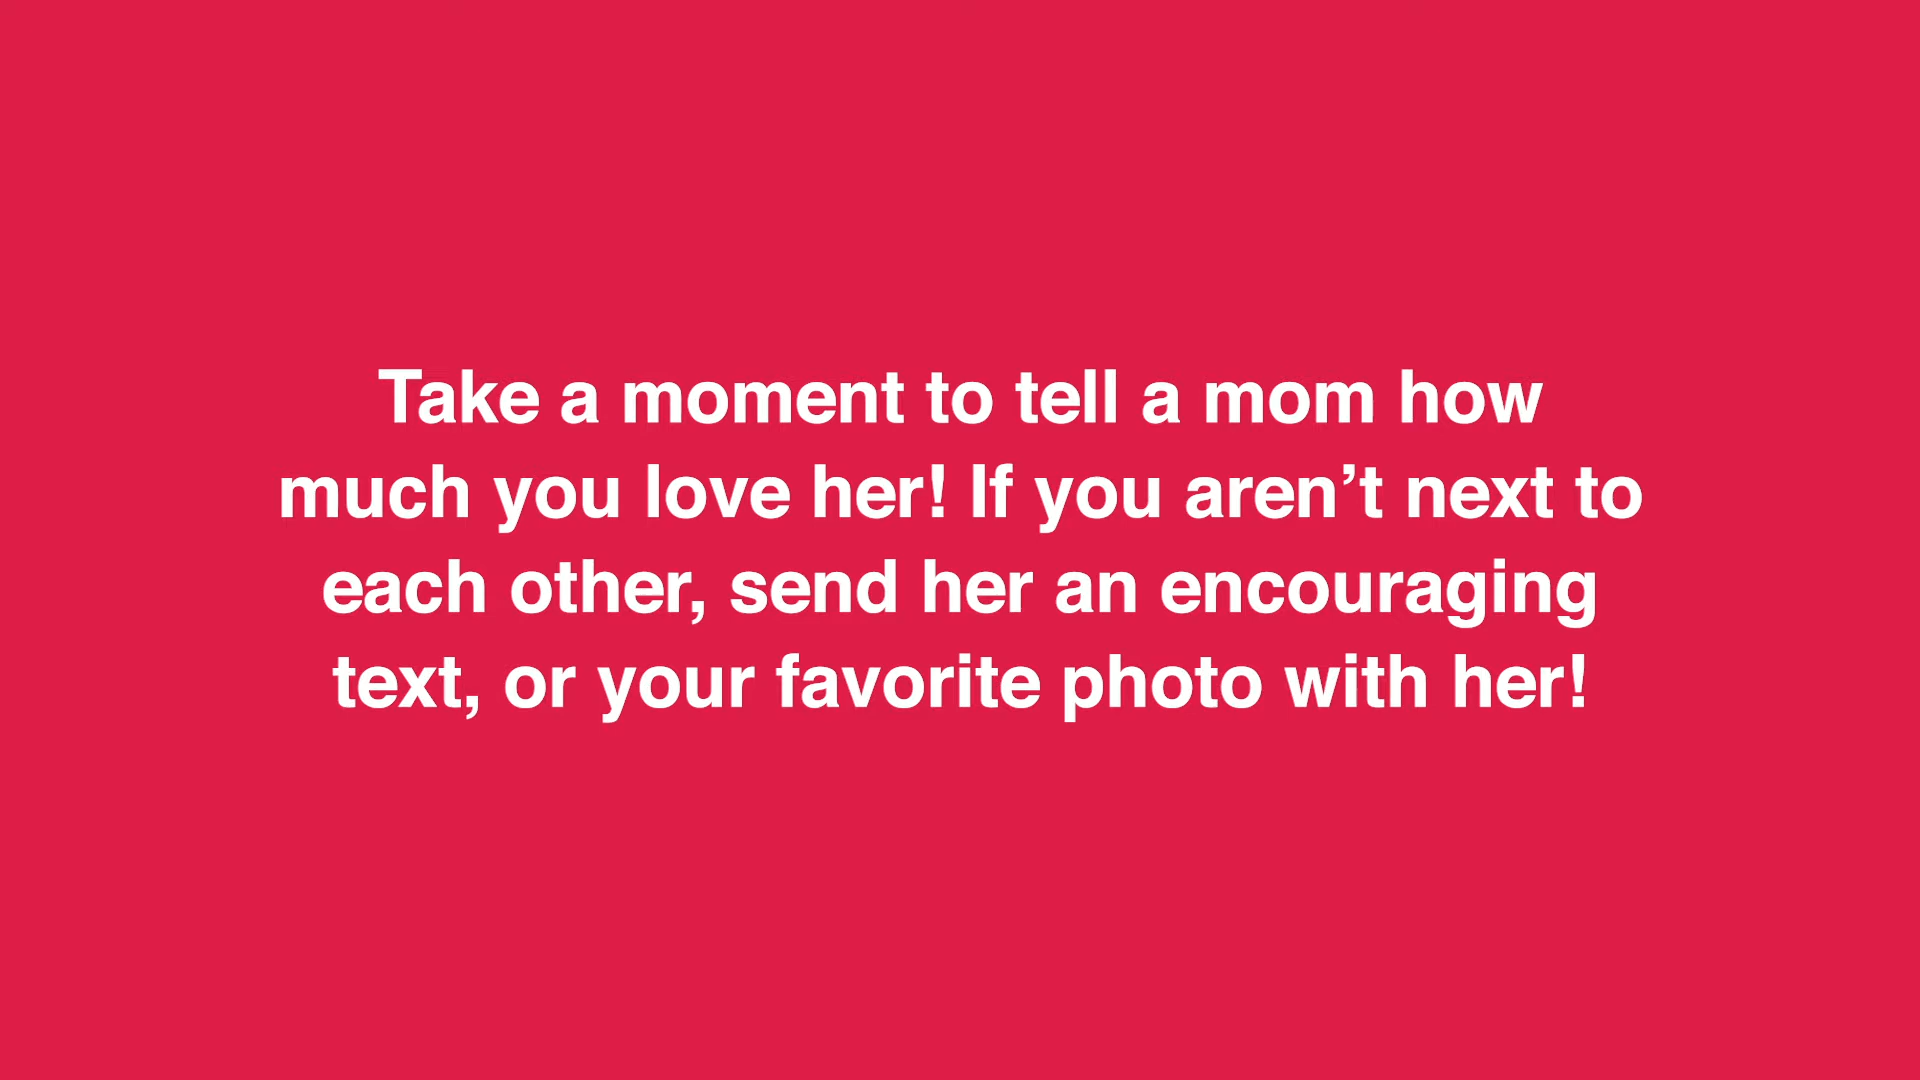 Take a moment to tell a mom how
much you love her! If you aren’t next to
each other, send her an encouraging
text, or your favorite photo with her!